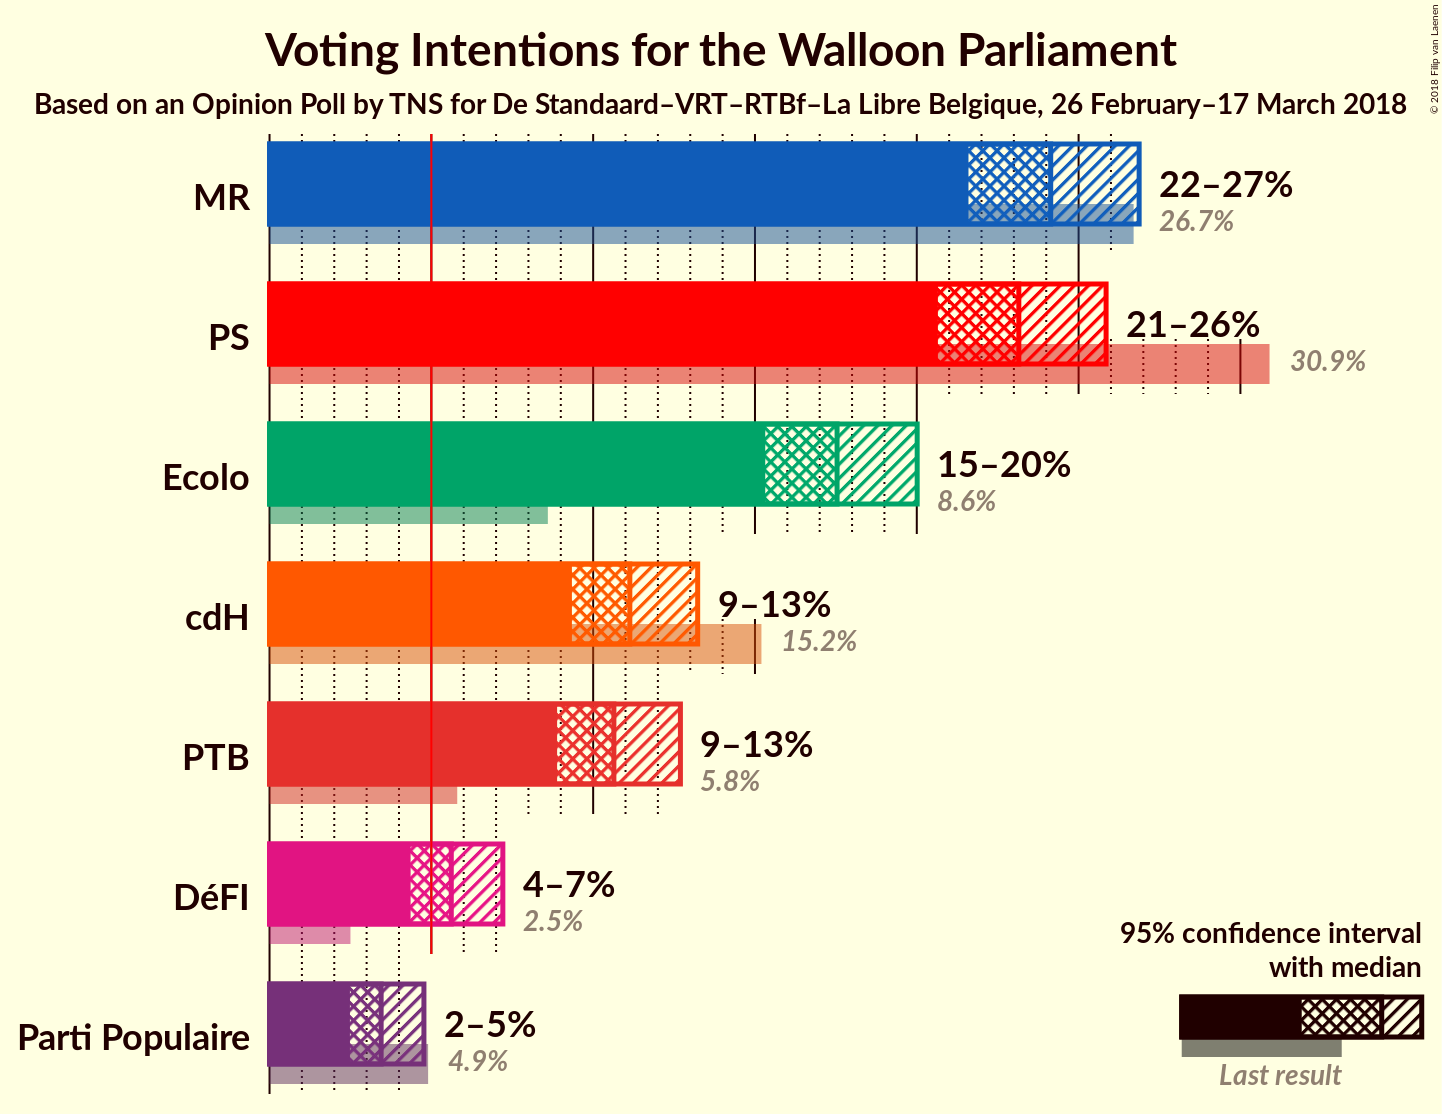 Voting Intentions for the Walloon Parliament
Based on an Opinion Poll by TNS for De Standaard–VRT–RTBf–La Libre Belgique, 26 February–17 March 2018
© 2018 Filip van Laenen
MR
22–27%
26.7%
PS
21–26%
30.9%
Ecolo
15–20%
8.6%
cdH
9–13%
15.2%
PTB
9–13%
5.8%
DéFI
4–7%
2.5%
Parti Populaire
2–5%
4.9%
95% confidence interval
with median
Last result